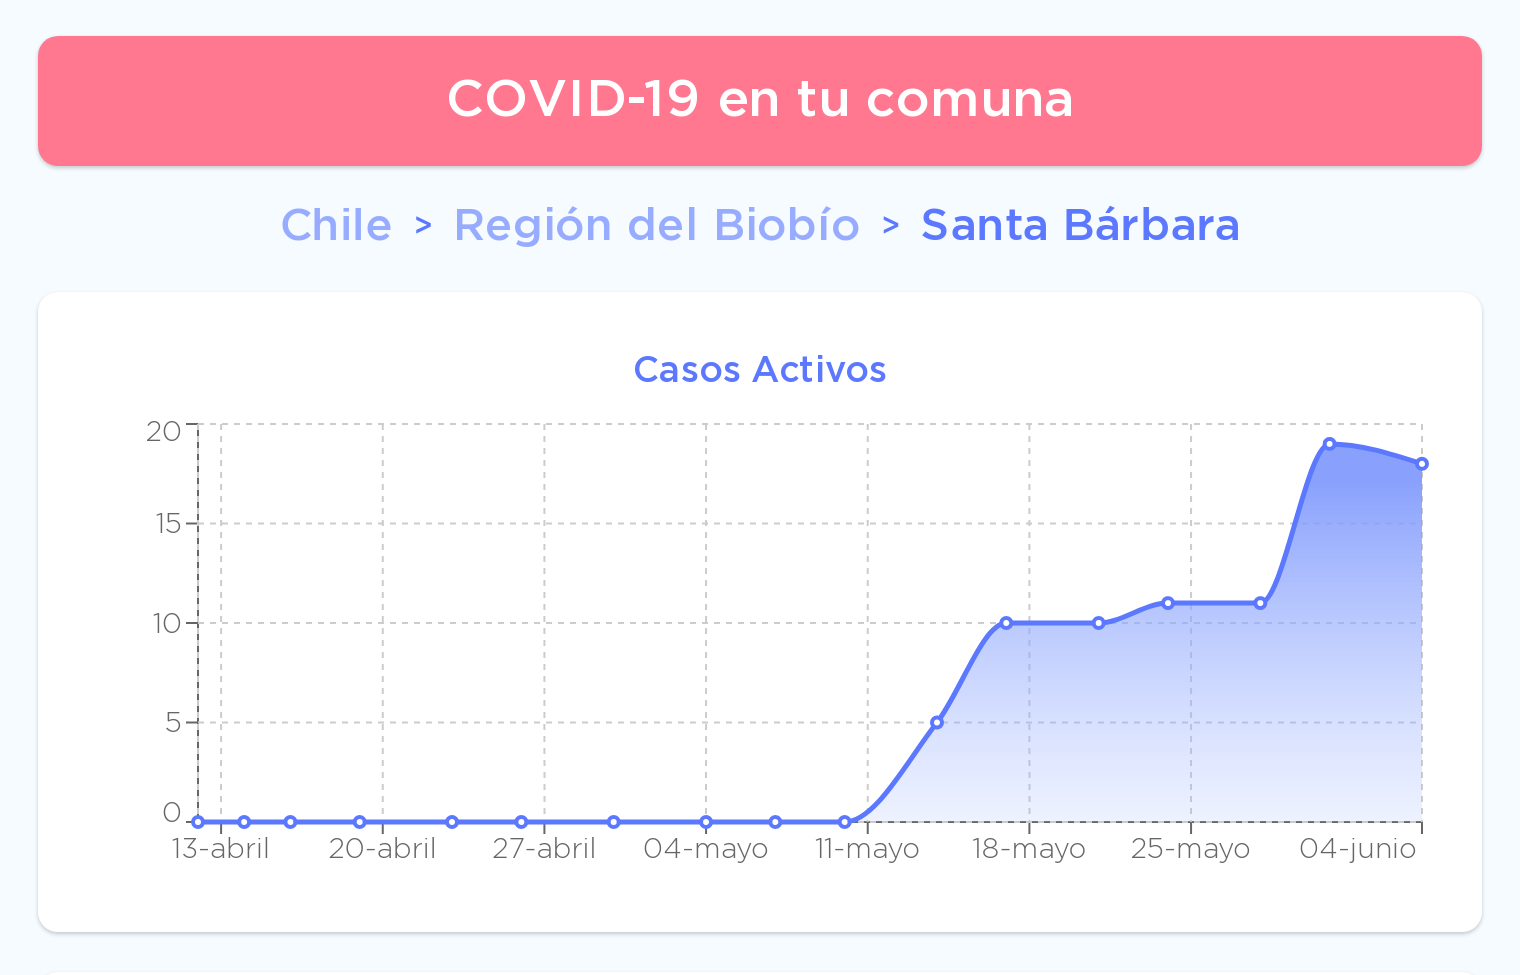 COVID-19 en tu comuna
Chile > Región del Biobío > Santa Bárbara
Casos Activos
20
15
10
5
0
13-abril 20-abril 27-abril 04-mayo 11-mayo 18-mayo 25-mayo 04-junio